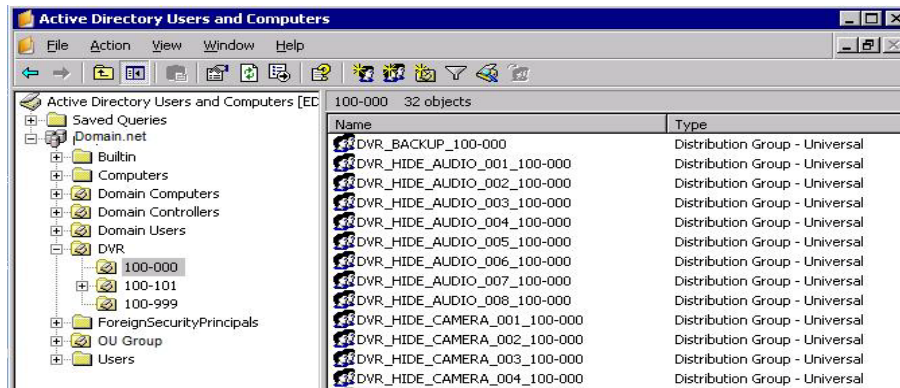 Active Directory Users and Computers
File Action View Window Help
Active Directory Users and Computers [ED
Saved Queries
Domain.net
Builtin
Computers
Domain Computers
Domain Controllers
Domain Users
DVR
100-000
100-101
100-999
ForeignSecurityPrincipals
OU Group
Users
100-000 32 objects
Name Type
DVR_BACKUP_100-000 Distribution Group - Universal
DVR_HIDE_AUDIO_001_100-000 Distribution Group - Universal
DVR_HIDE_AUDIO_002_100-000 Distribution Group - Universal
DVR_HIDE_AUDIO_003_100-000 Distribution Group - Universal
DVR_HIDE_AUDIO_004_100-000 Distribution Group - Universal
DVR_HIDE_AUDIO_005_100-000 Distribution Group - Universal
DVR_HIDE_AUDIO_006_100-000 Distribution Group - Universal
DVR_HIDE_AUDIO_007_100-000 Distribution Group - Universal
DVR_HIDE_AUDIO_008_100-000 Distribution Group - Universal
DVR_HIDE_CAMERA_001_100-000 Distribution Group - Universal
DVR_HIDE_CAMERA_002_100-000 Distribution Group - Universal
DVR_HIDE_CAMERA_003_100-000 Distribution Group - Universal
DVR_HIDE_CAMERA_004_100-000 Distribution Group - Universal